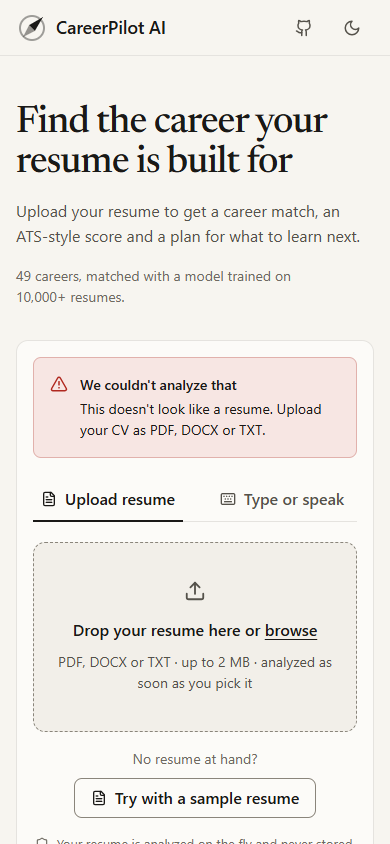 CareerPilot AI
Find the career your
resume is built for
Upload your resume to get a career match, an
ATS-style score and a plan for what to learn next.
49 careers, matched with a model trained on
10,000+ resumes.
We couldn't analyze that
This doesn't look like a resume. Upload
your CV as PDF, DOCX or TXT.
Upload resume
Type or speak
Drop your resume here or browse
PDF, DOCX or TXT · up to 2 MB · analyzed as
soon as you pick it
No resume at hand?
Try with a sample resume
Your resume is analyzed on the fly and never stored